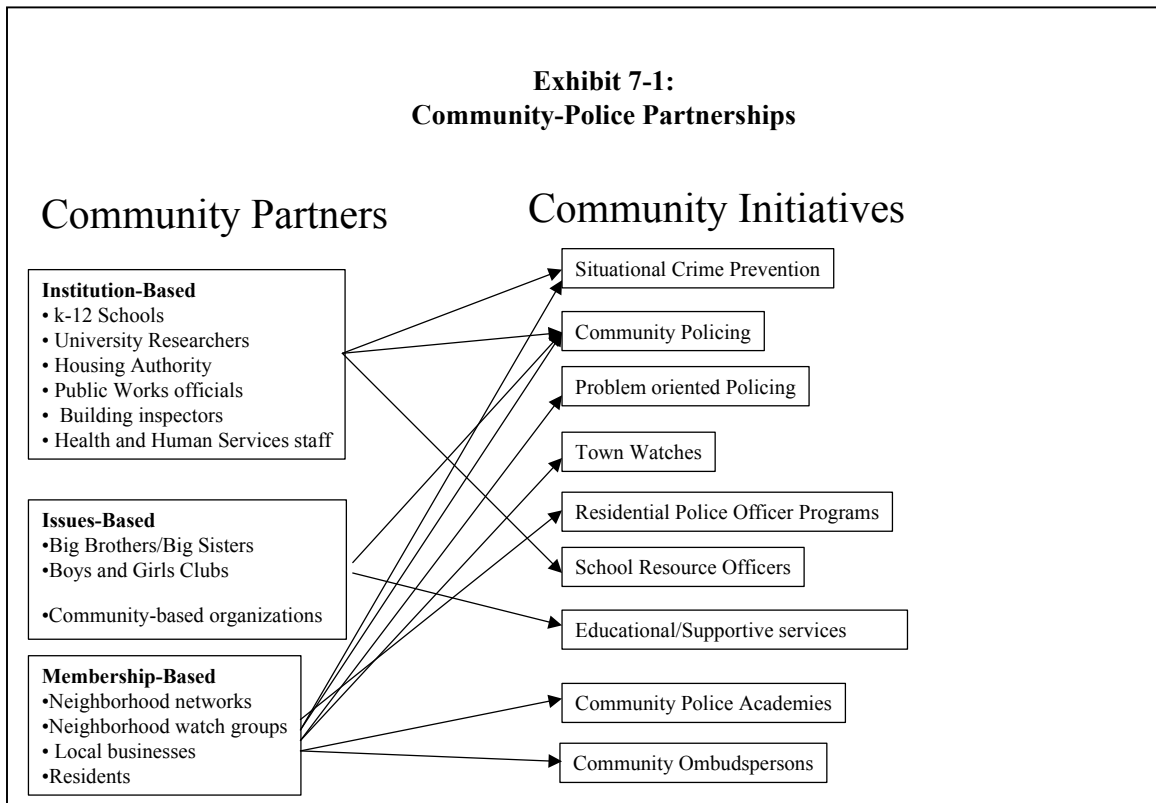 Exhibit 7-1:
Community-Police Partnerships
Community Partners
Institution-Based
• k-12 Schools
• University Researchers
• Housing Authority
• Public Works officials
• Building inspectors
• Health and Human Services staff
Issues-Based
•Big Brothers/Big Sisters
•Boys and Girls Clubs
•Community-based organizations
Membership-Based
•Neighborhood networks
•Neighborhood watch groups
• Local businesses
•Residents
Community Initiatives
Situational Crime Prevention
Community Policing
Problem oriented Policing
Town Watches
Residential Police Officer Programs
School Resource Officers
Educational/Supportive services
Community Police Academies
Community Ombudspersons